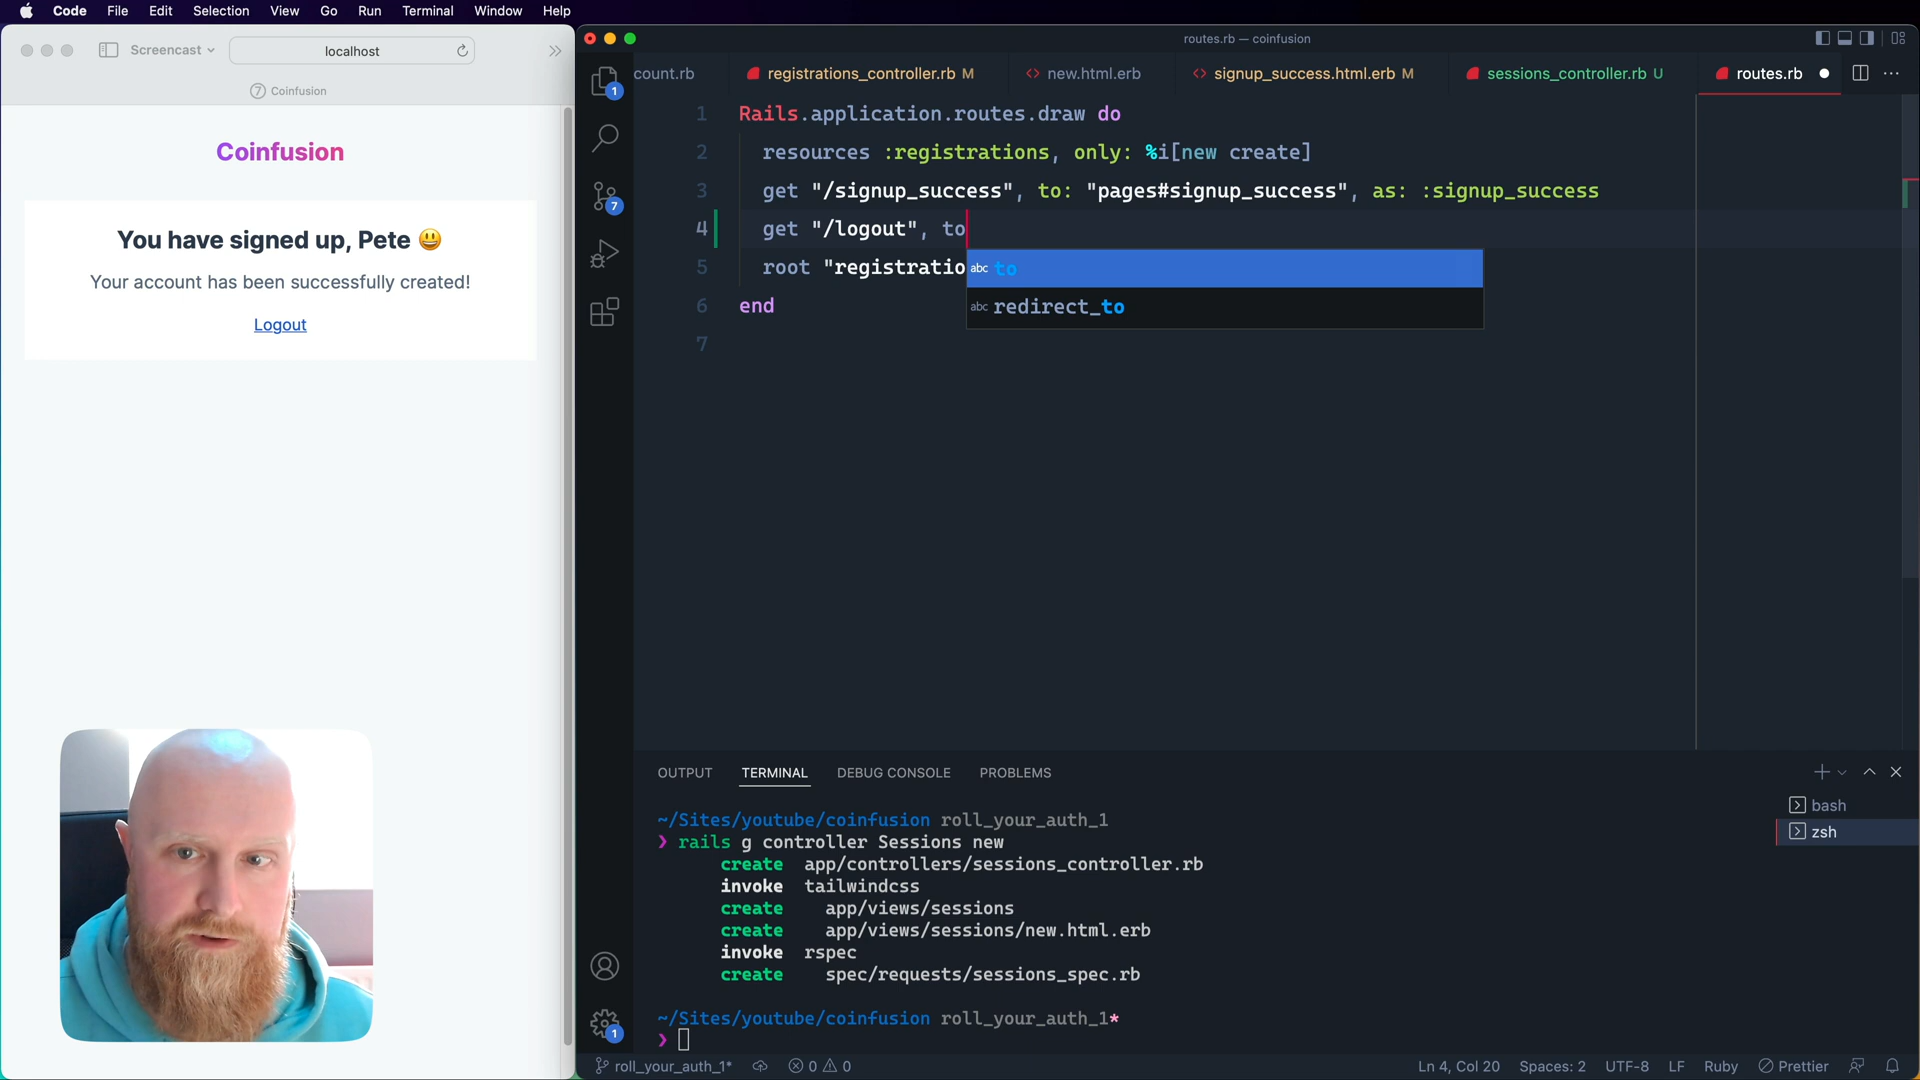 Code File Edit Selection View Go Run Terminal Window Help
Screencast
localhost
7 Coinfusion
Coinfusion
You have signed up, Pete 😃
Your account has been successfully created!
Logout
routes.rb — coinfusion
count.rb registrations_controller.rb M new.html.erb signup_success.html.erb M sessions_controller.rb U routes.rb
1 Rails.application.routes.draw do
2 resources :registrations, only: %i[new create]
3 get "/signup_success", to: "pages#signup_success", as: :signup_success
4 get "/logout", to
5 root "registratio
abc to
abc redirect_to
6 end
7
1
7
1
OUTPUT TERMINAL DEBUG CONSOLE PROBLEMS
bash
zsh
~/Sites/youtube/coinfusion roll_your_auth_1
❯ rails g controller Sessions new
create app/controllers/sessions_controller.rb
invoke tailwindcss
create app/views/sessions
create app/views/sessions/new.html.erb
invoke rspec
create spec/requests/sessions_spec.rb
~/Sites/youtube/coinfusion roll_your_auth_1*
❯
roll_your_auth_1* 0 0 Ln 4, Col 20 Spaces: 2 UTF-8 LF Ruby Prettier